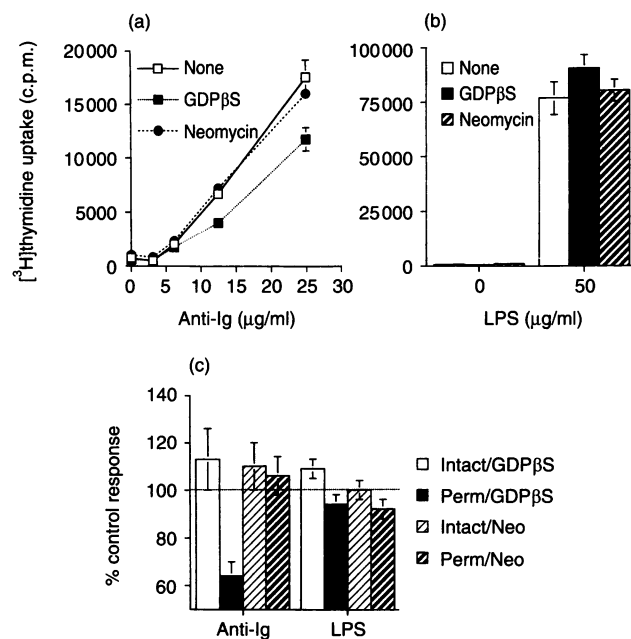 (a)
[³H]thymidine uptake (c.p.m.)
20000
15000
10000
5000
0
None
GDPβS
Neomycin
0 5 10 15 20 25 30
Anti-Ig (µg/ml)
(b)
100000
75000
50000
25000
0
None
GDPβS
Neomycin
0 50
LPS (µg/ml)
(c)
% control response
140
120
100
80
60
Anti-Ig LPS
Intact/GDPβS
Perm/GDPβS
Intact/Neo
Perm/Neo